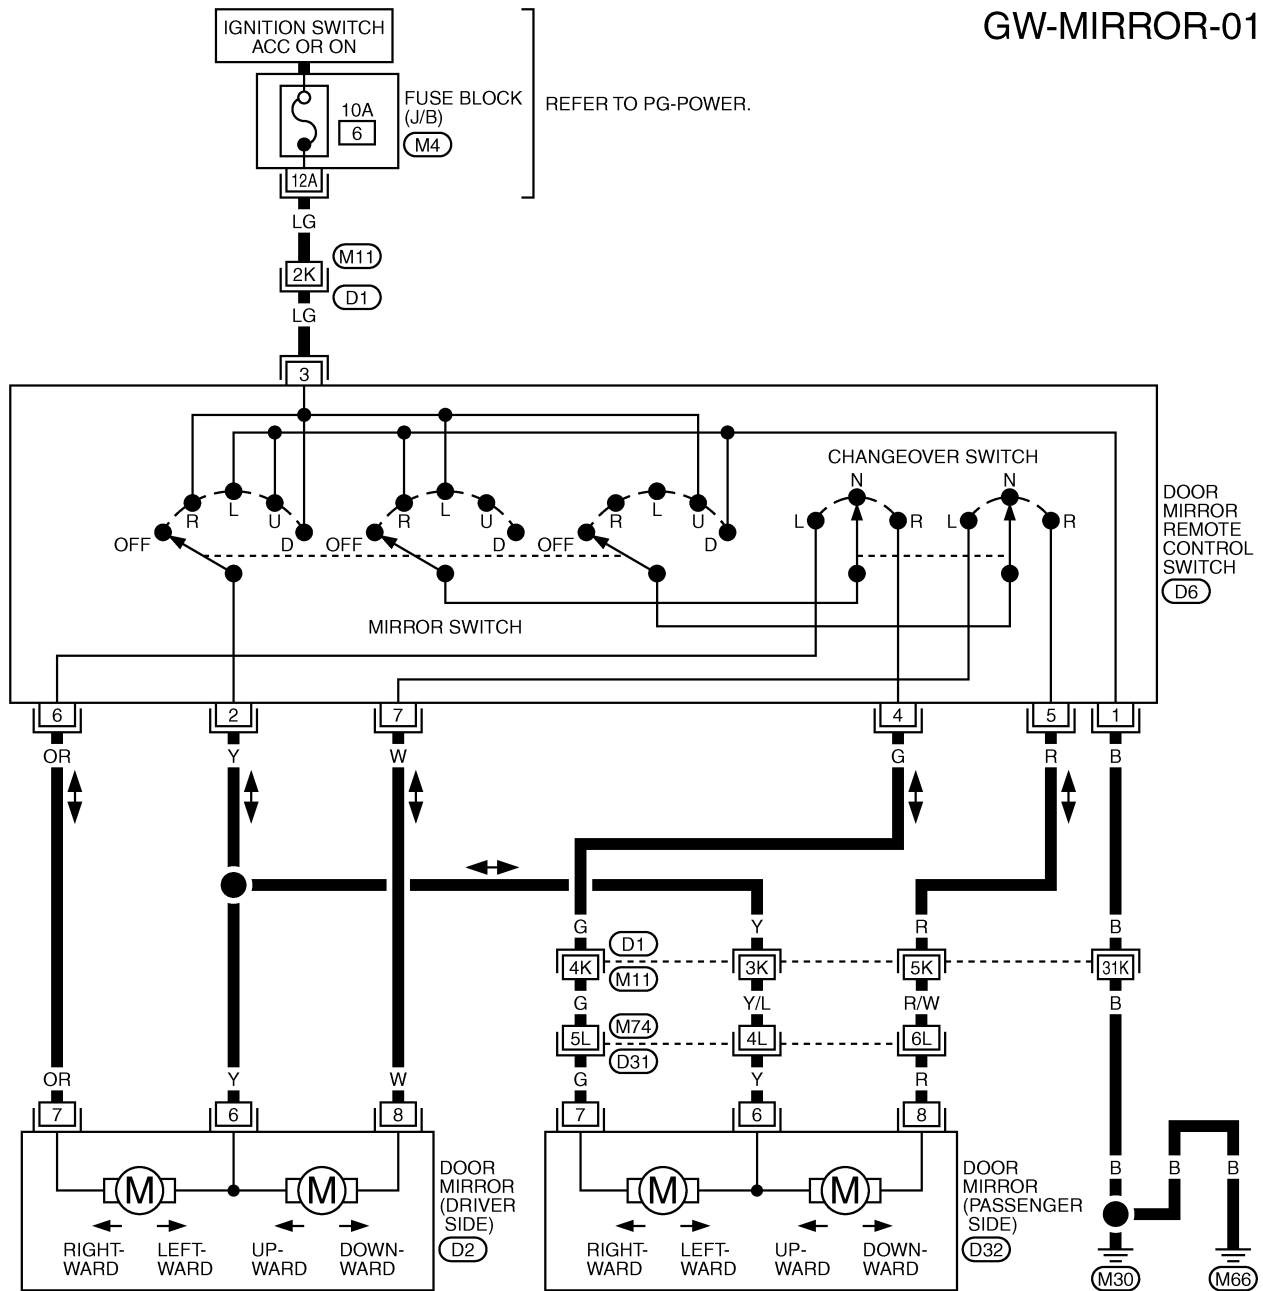 GW-MIRROR-01
IGNITION SWITCH
ACC OR ON
FUSE BLOCK
(J/B)
M4
10A
6
REFER TO PG-POWER.
12A
LG
M11
2K
D1
LG
3
CHANGEOVER SWITCH
R L U D OFF
R L U D OFF
R L U D OFF
L N R
L N R
DOOR
MIRROR
REMOTE
CONTROL
SWITCH
D6
MIRROR SWITCH
6 2 7 4 5 1
OR Y W G R B
G Y R B
D1
4K 3K 5K 31K
M11
G Y/L R/W B
M74
5L 4L 6L
D31
OR Y W G Y R
7 6 8 7 6 8
M M M M
DOOR
MIRROR
(DRIVER
SIDE)
D2
RIGHT-
WARD
LEFT-
WARD
UP-
WARD
DOWN-
WARD
DOOR
MIRROR
(PASSENGER
SIDE)
D32
RIGHT-
WARD
LEFT-
WARD
UP-
WARD
DOWN-
WARD
B B B
M30 M66